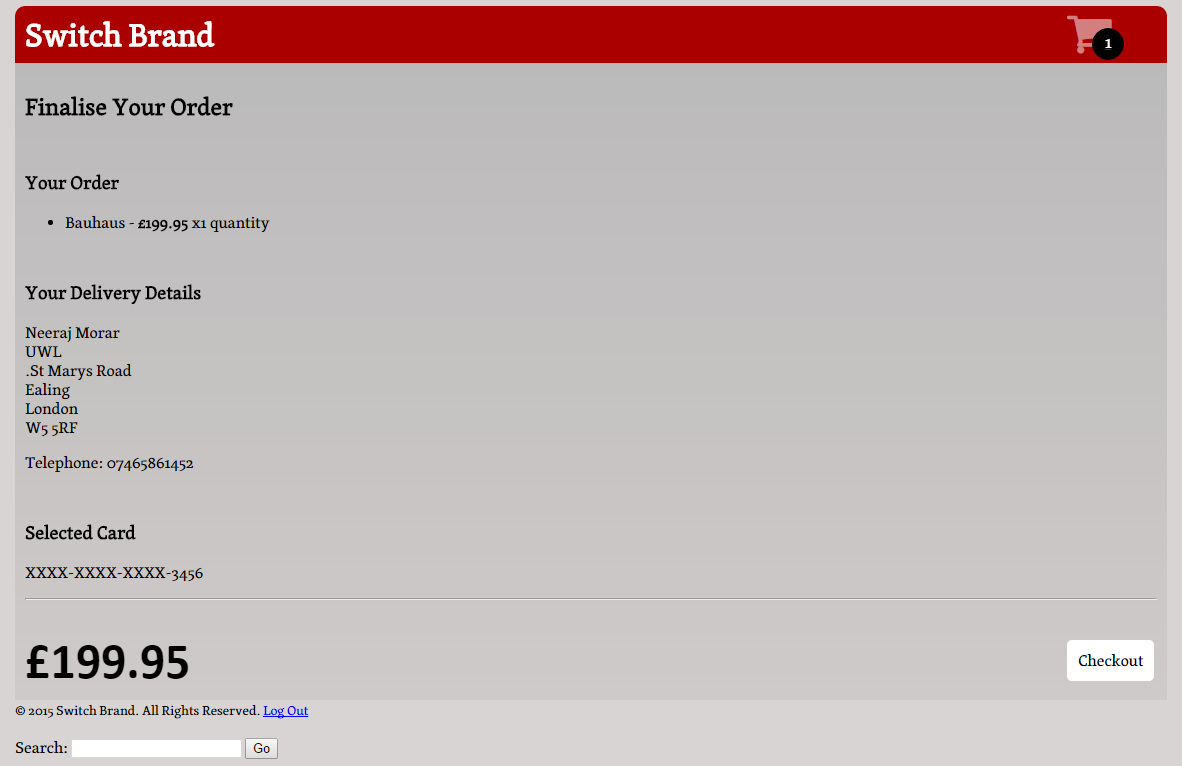 Switch Brand
1
Finalise Your Order
Your Order
• Bauhaus - £199.95 x1 quantity
Your Delivery Details
Neeraj Morar
UWL
.St Marys Road
Ealing
London
W5 5RF
Telephone: 07465861452
Selected Card
XXXX-XXXX-XXXX-3456
£199.95
Checkout
© 2015 Switch Brand. All Rights Reserved. Log Out
Search: Go